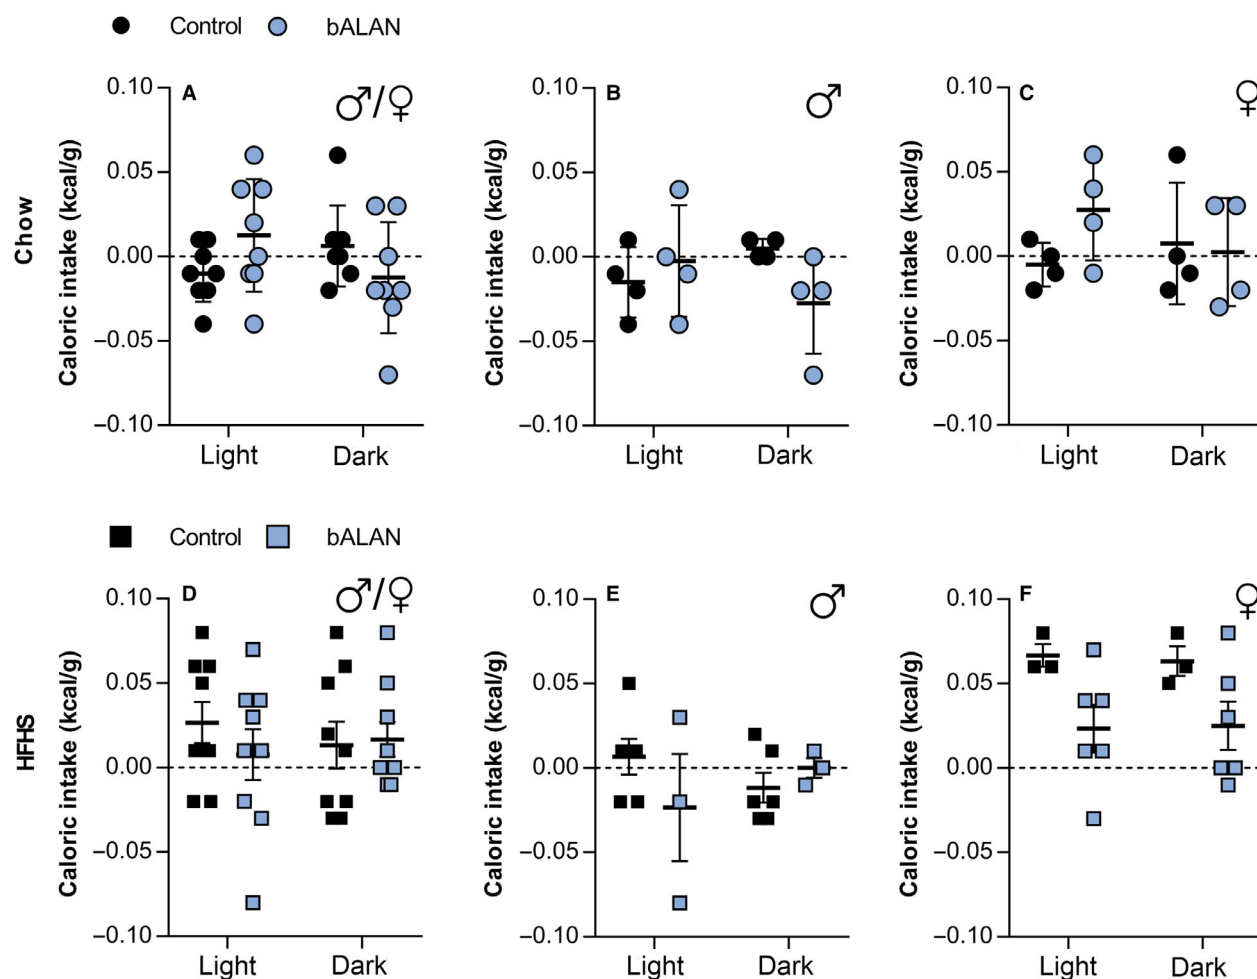 Control bALAN
A ♂/♀
B ♂
C ♀
Chow
Caloric intake (kcal/g)
0.10
0.05
0.00
−0.05
−0.10
Light Dark
Caloric intake (kcal/g)
0.10
0.05
0.00
−0.05
−0.10
Light Dark
Caloric intake (kcal/g)
0.10
0.05
0.00
−0.05
−0.10
Light Dark
Control bALAN
D ♂/♀
E ♂
F ♀
HFHS
Caloric intake (kcal/g)
0.10
0.05
0.00
−0.05
−0.10
Light Dark
Caloric intake (kcal/g)
0.10
0.05
0.00
−0.05
−0.10
Light Dark
Caloric intake (kcal/g)
0.10
0.05
0.00
−0.05
−0.10
Light Dark